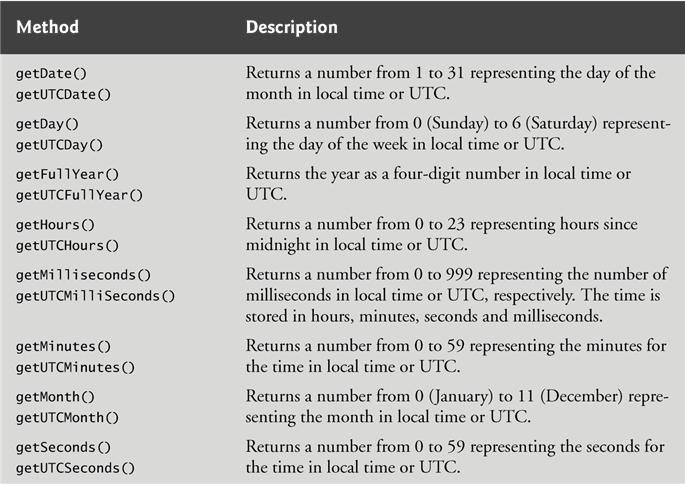 Method Description
getDate() Returns a number from 1 to 31 representing the day of the
getUTCDate() month in local time or UTC.
getDay() Returns a number from 0 (Sunday) to 6 (Saturday) represent-
getUTCDay() ing the day of the week in local time or UTC.
getFullYear() Returns the year as a four-digit number in local time or
getUTCFullYear() UTC.
getHours() Returns a number from 0 to 23 representing hours since
getUTCHours() midnight in local time or UTC.
getMilliseconds() Returns a number from 0 to 999 representing the number of
getUTCMilliSeconds() milliseconds in local time or UTC, respectively. The time is
stored in hours, minutes, seconds and milliseconds.
getMinutes() Returns a number from 0 to 59 representing the minutes for
getUTCMinutes() the time in local time or UTC.
getMonth() Returns a number from 0 (January) to 11 (December) repre-
getUTCMonth() senting the month in local time or UTC.
getSeconds() Returns a number from 0 to 59 representing the seconds for
getUTCSeconds() the time in local time or UTC.